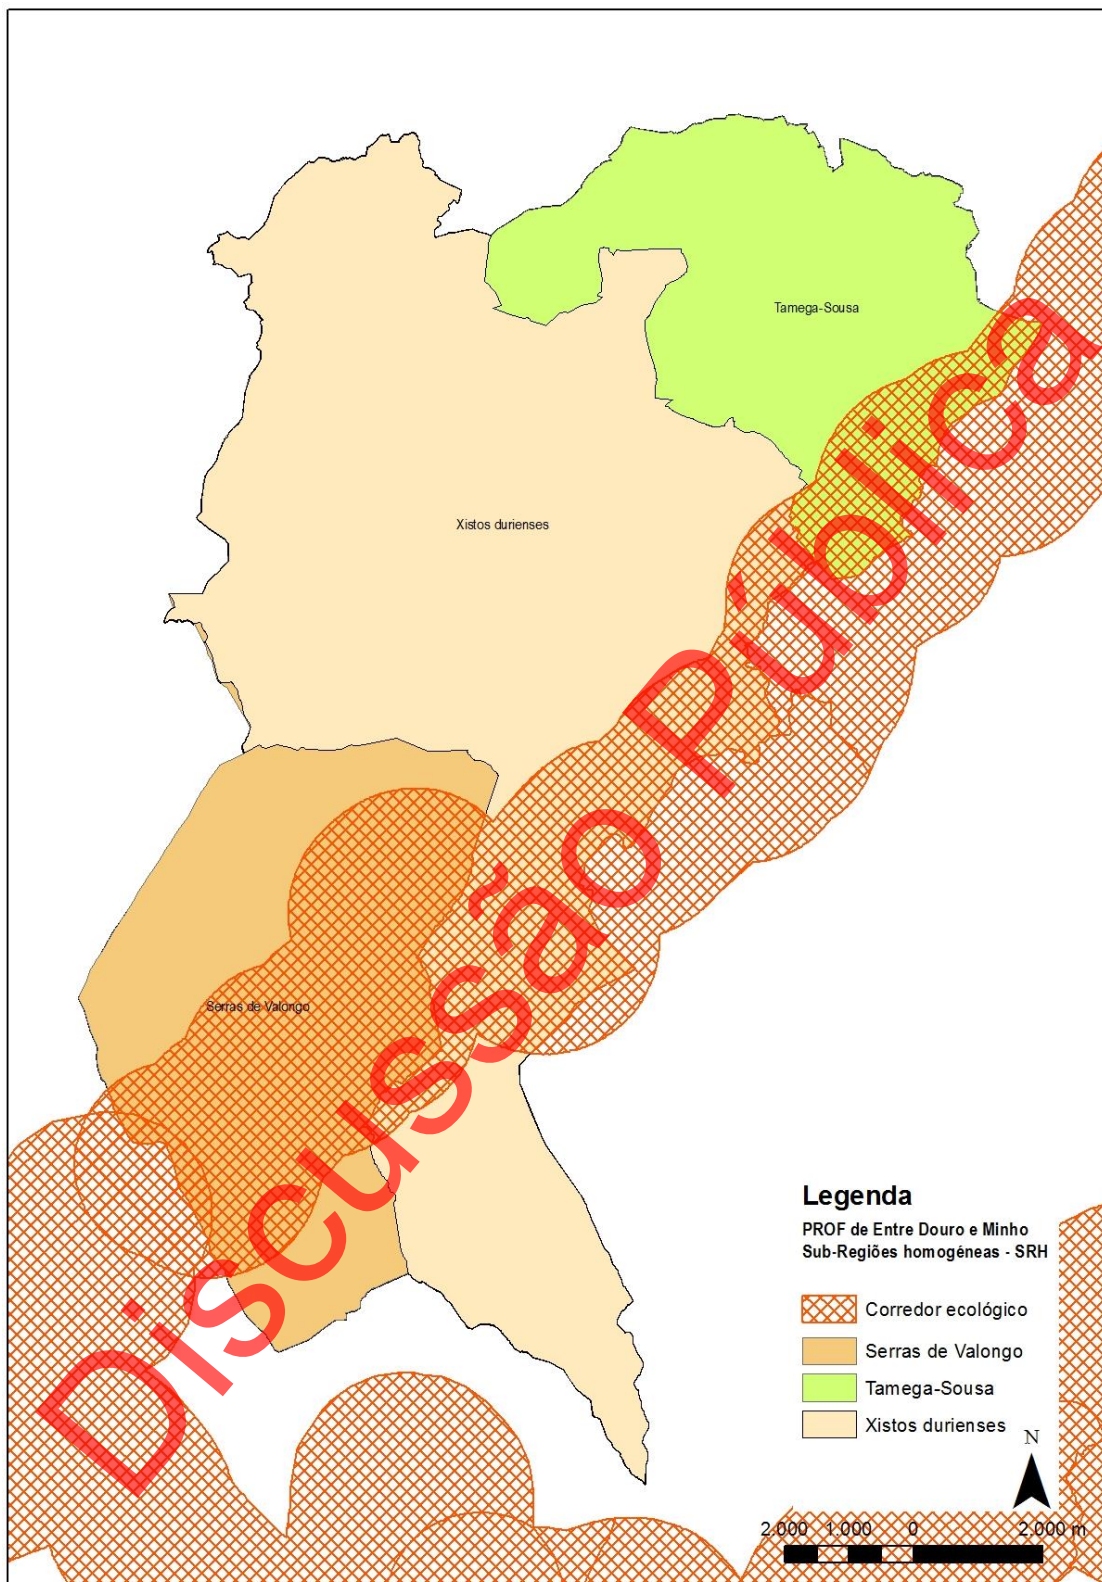 Tamega-Sousa
Xistos durienses
Serras de Valongo
Discussão Pública
Legenda
PROF de Entre Douro e Minho
Sub-Regiões homogéneas - SRH
Corredor ecológico
Serras de Valongo
Tamega-Sousa
Xistos durienses
N
2.000 1.000 0 2.000 m